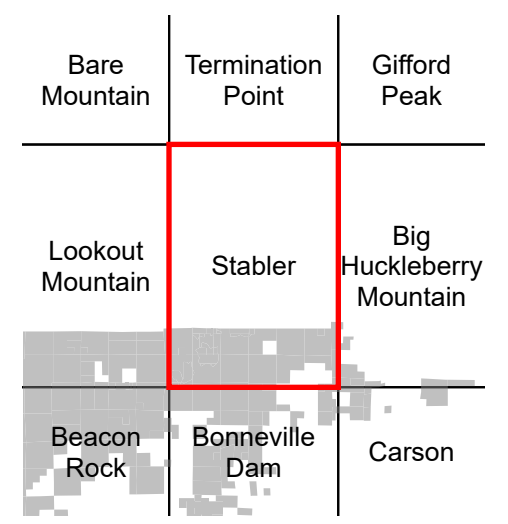 Bare
Mountain
Termination
Point
Gifford
Peak
Lookout
Mountain
Stabler
Big
Huckleberry
Mountain
Beacon
Rock
Bonneville
Dam
Carson